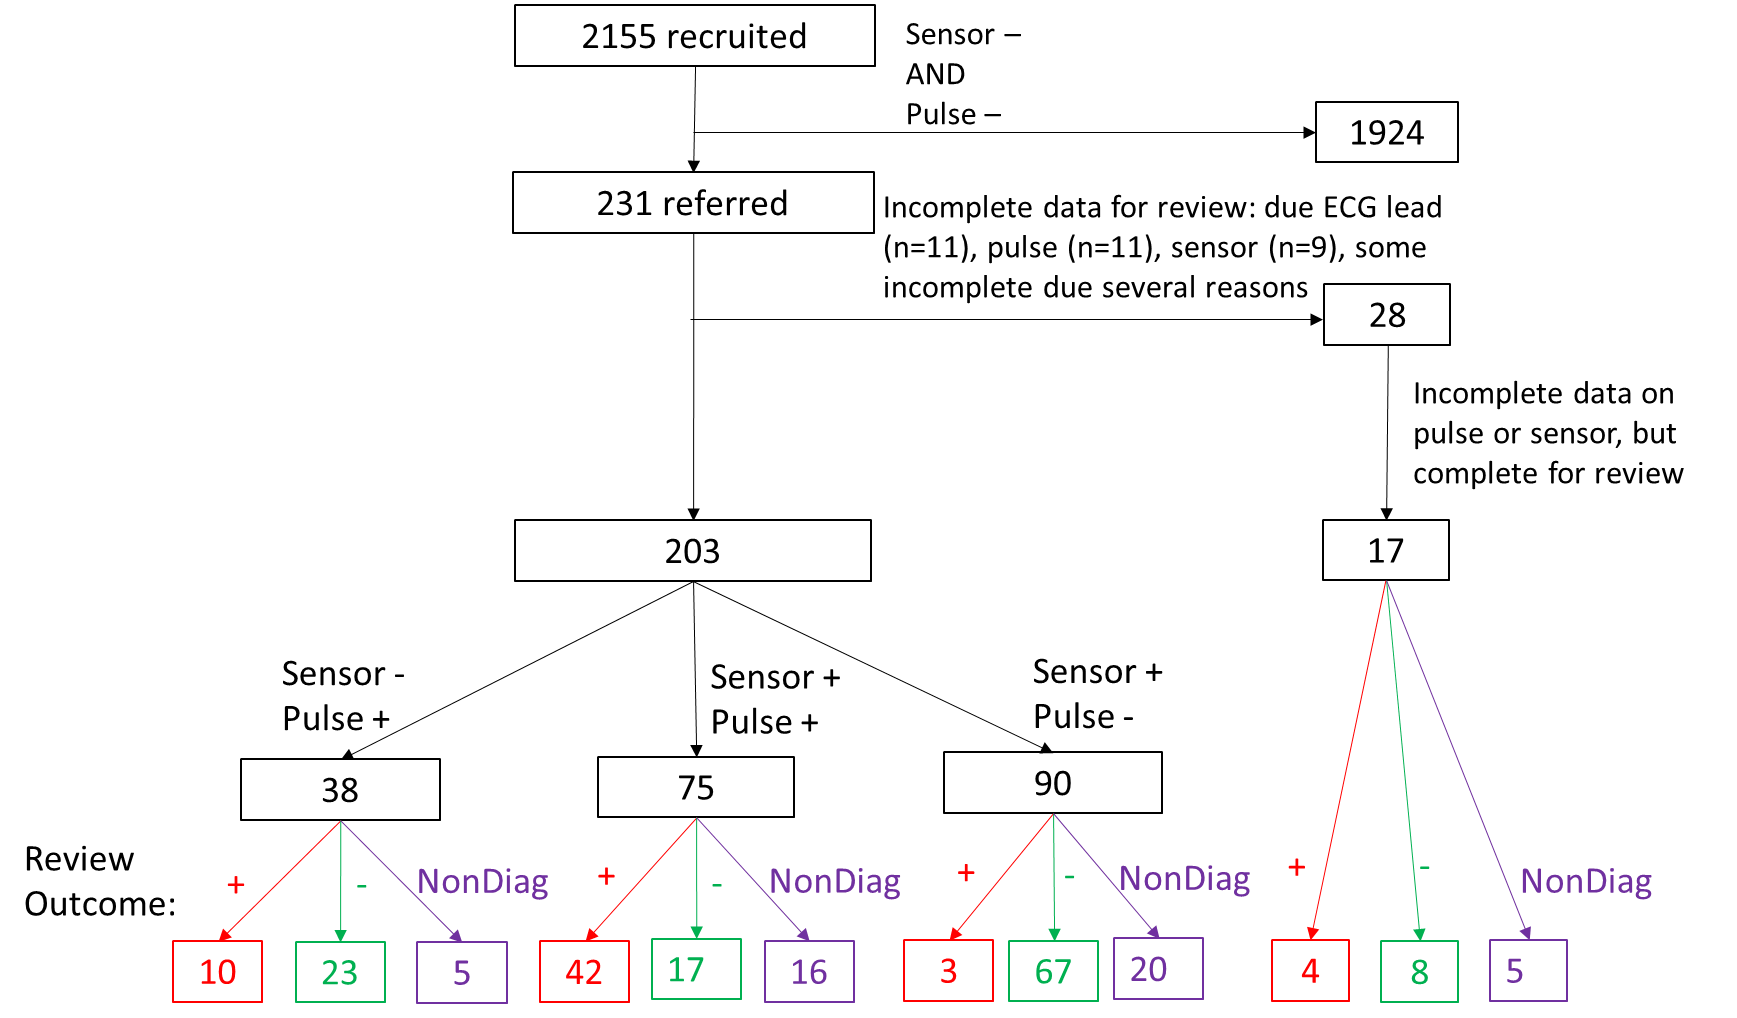 2155 recruited
Sensor –
AND
Pulse –
1924
231 referred
Incomplete data for review: due ECG lead
(n=11), pulse (n=11), sensor (n=9), some
incomplete due several reasons
28
Incomplete data on
pulse or sensor, but
complete for review
203
17
Sensor -
Pulse +
Sensor +
Pulse +
Sensor +
Pulse -
38
75
90
Review
Outcome:
+
-
NonDiag
+
-
NonDiag
+
-
NonDiag
+
-
NonDiag
10
23
5
42
17
16
3
67
20
4
8
5